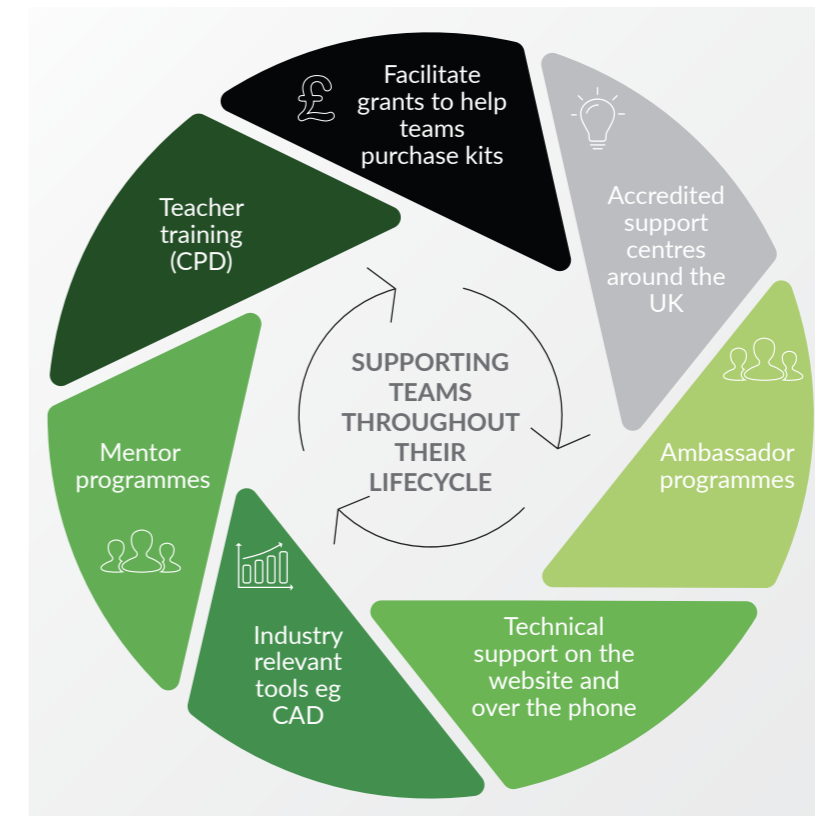 Facilitate
grants to help
teams
purchase kits
Accredited
support
centres
around the
UK
Ambassador
programmes
Technical
support on the
website and
over the phone
Industry
relevant
tools eg
CAD
Mentor
programmes
Teacher
training
(CPD)
SUPPORTING
TEAMS
THROUGHOUT
THEIR
LIFECYCLE
£